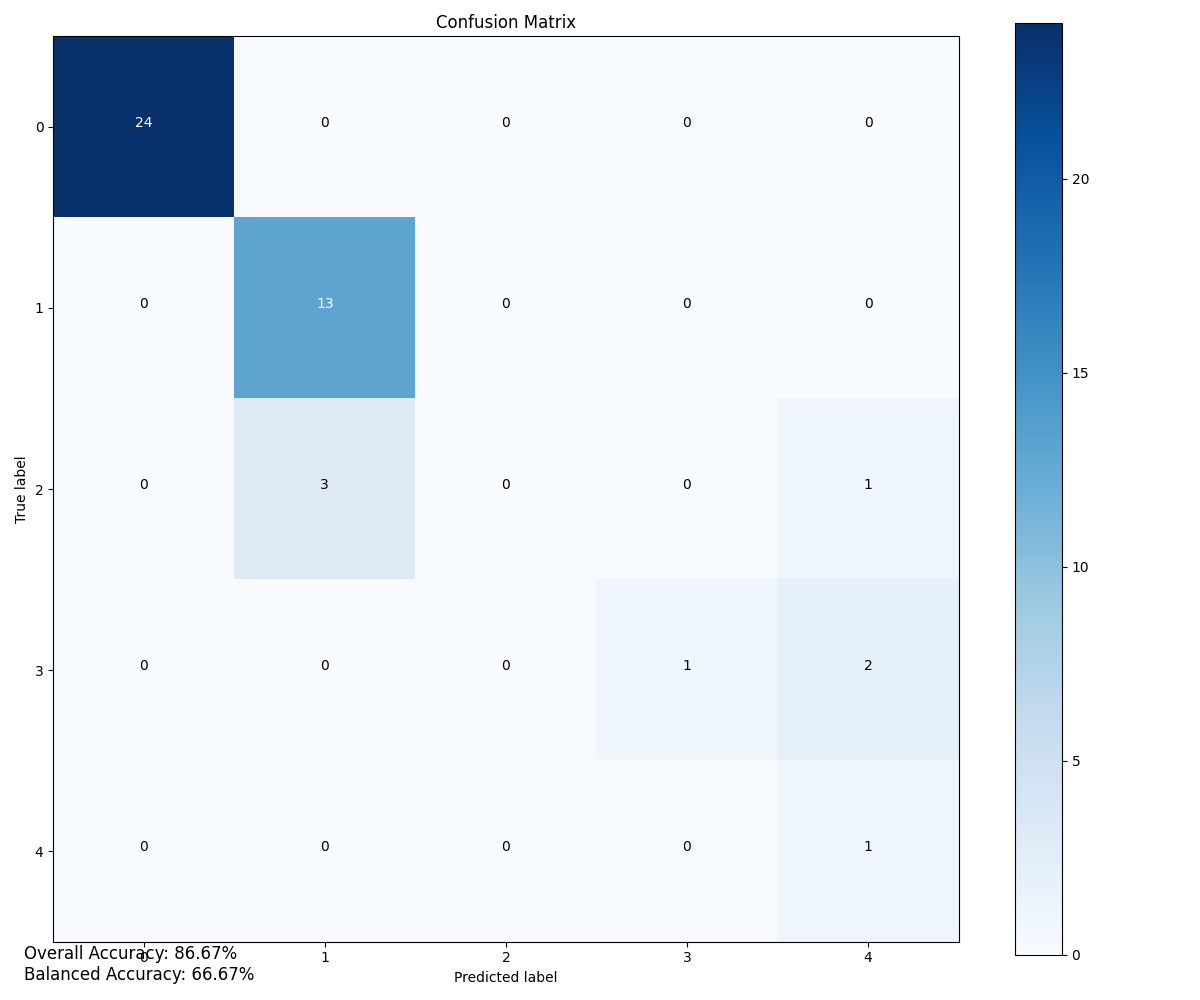 Confusion Matrix
0 24 0 0 0 0
1 0 13 0 0 0
2 0 3 0 0 1
3 0 0 0 1 2
4 0 0 0 0 1
0 1 2 3 4
True label
Predicted label
20
15
10
5
0
Overall Accuracy: 86.67%
Balanced Accuracy: 66.67%